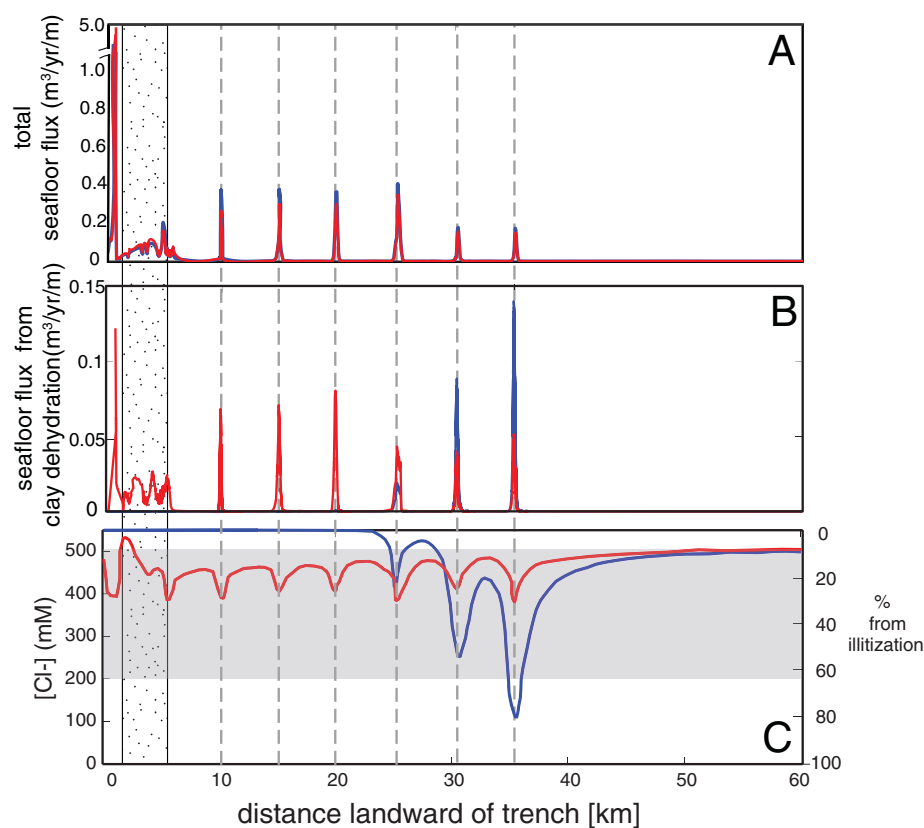 A
total
seafloor flux (m³/yr/m)
5.0
1.0
0.8
0.6
0.4
0.2
0
B
seafloor flux from
clay dehydration(m³/yr/m)
0.15
0.1
0.05
0
C
[Cl-] (mM)
500
400
300
200
100
0
0
20
40
60
80
100
%
from
illitization
0 10 20 30 40 50 60
distance landward of trench [km]